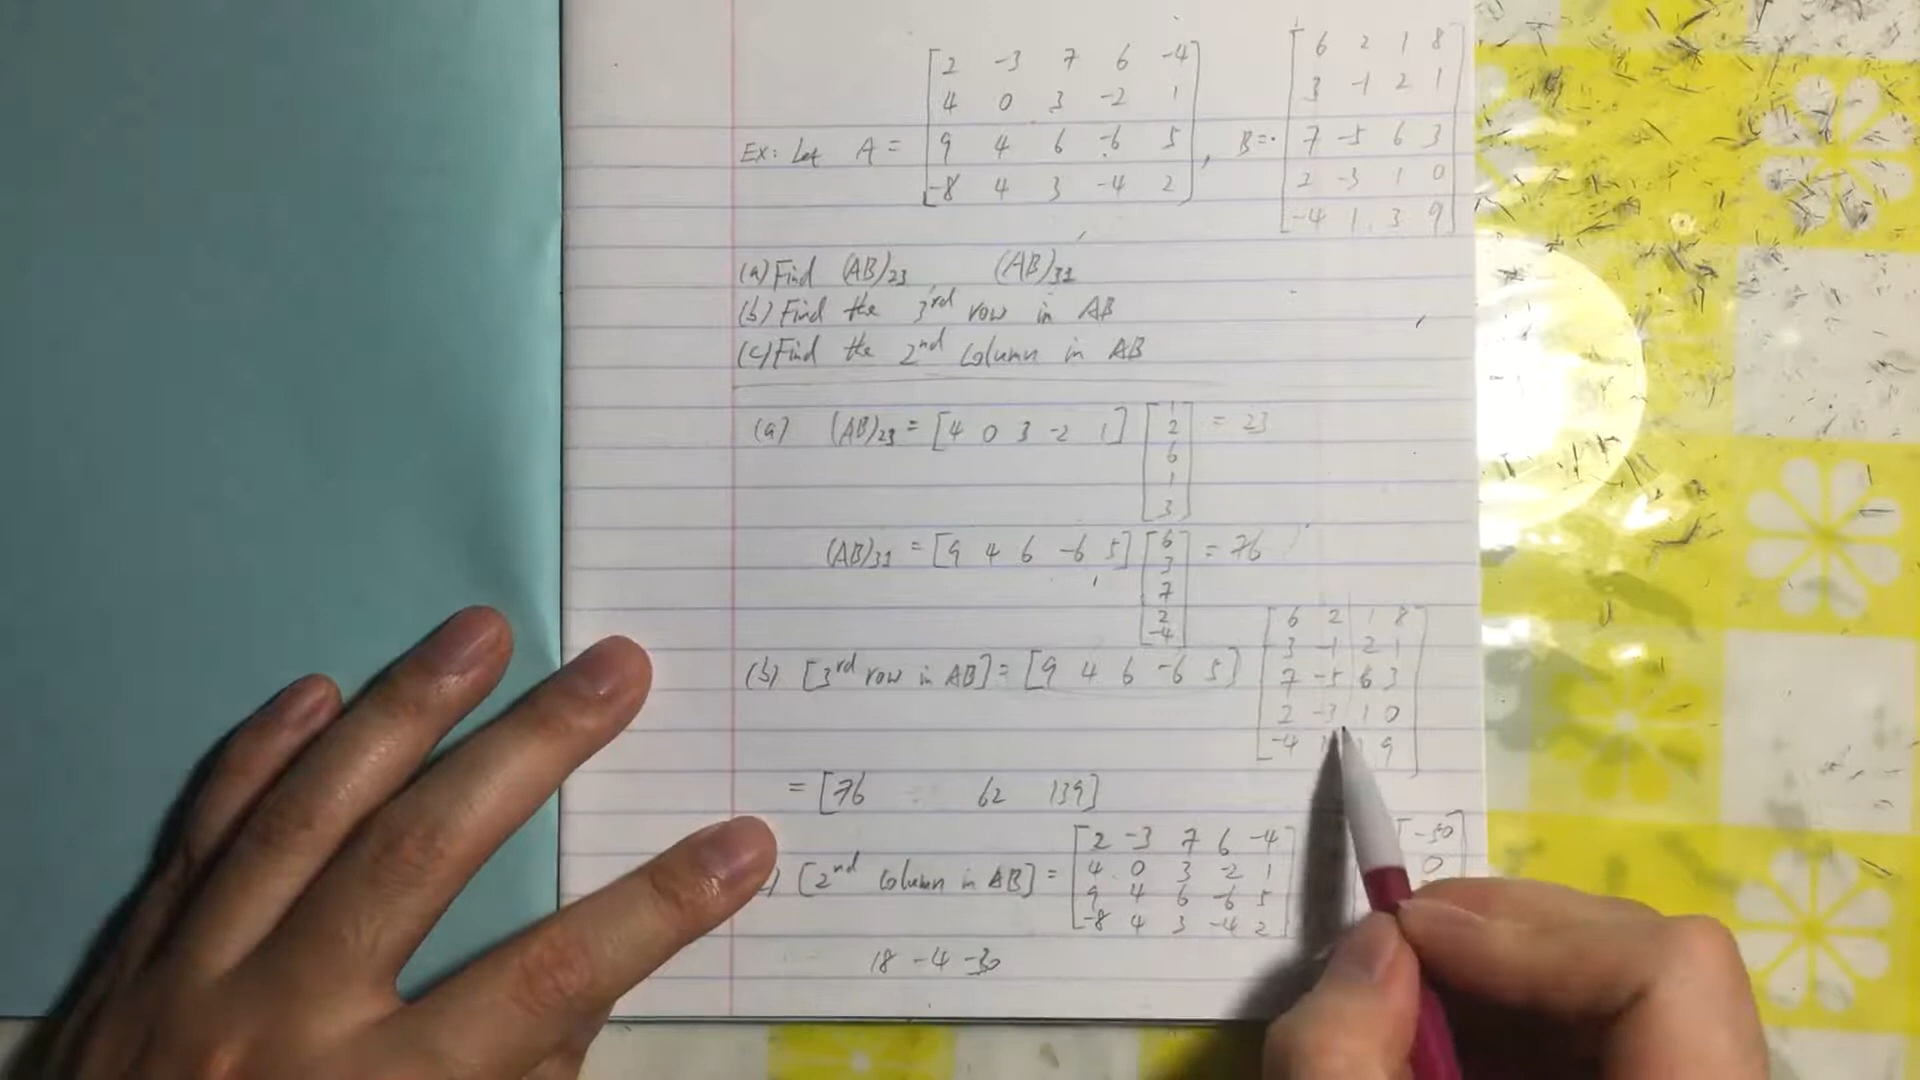 2 -3 7 6 -4
4 0 3 -2 1
Ex: Let A = 9 4 6 -6 5 ,
-8 4 3 -4 2
6 2 1 8
3 -1 2 1
B = 7 -5 6 3
2 -3 1 0
-4 1 3 9
(a) Find (AB)23 (AB)31
(b) Find the 3rd row in AB
(c) Find the 2nd column in AB
(a) (AB)23 = [4 0 3 -2 1] [1 2 6 1 3] = 23
(AB)31 = [9 4 6 -6 5] [6 3 7 2 -4] = 76
(b) [3rd row in AB] = [9 4 6 -6 5]
6 2 1 8
3 -1 2 1
7 -5 6 3
2 -3 1 0
-4 9
= [76 62 139]
[2nd column in AB] =
2 -3 7 6 -4
4 0 3 -2 1
9 4 6 -6 5
-8 4 3 -4 2
0
18 -4 -30